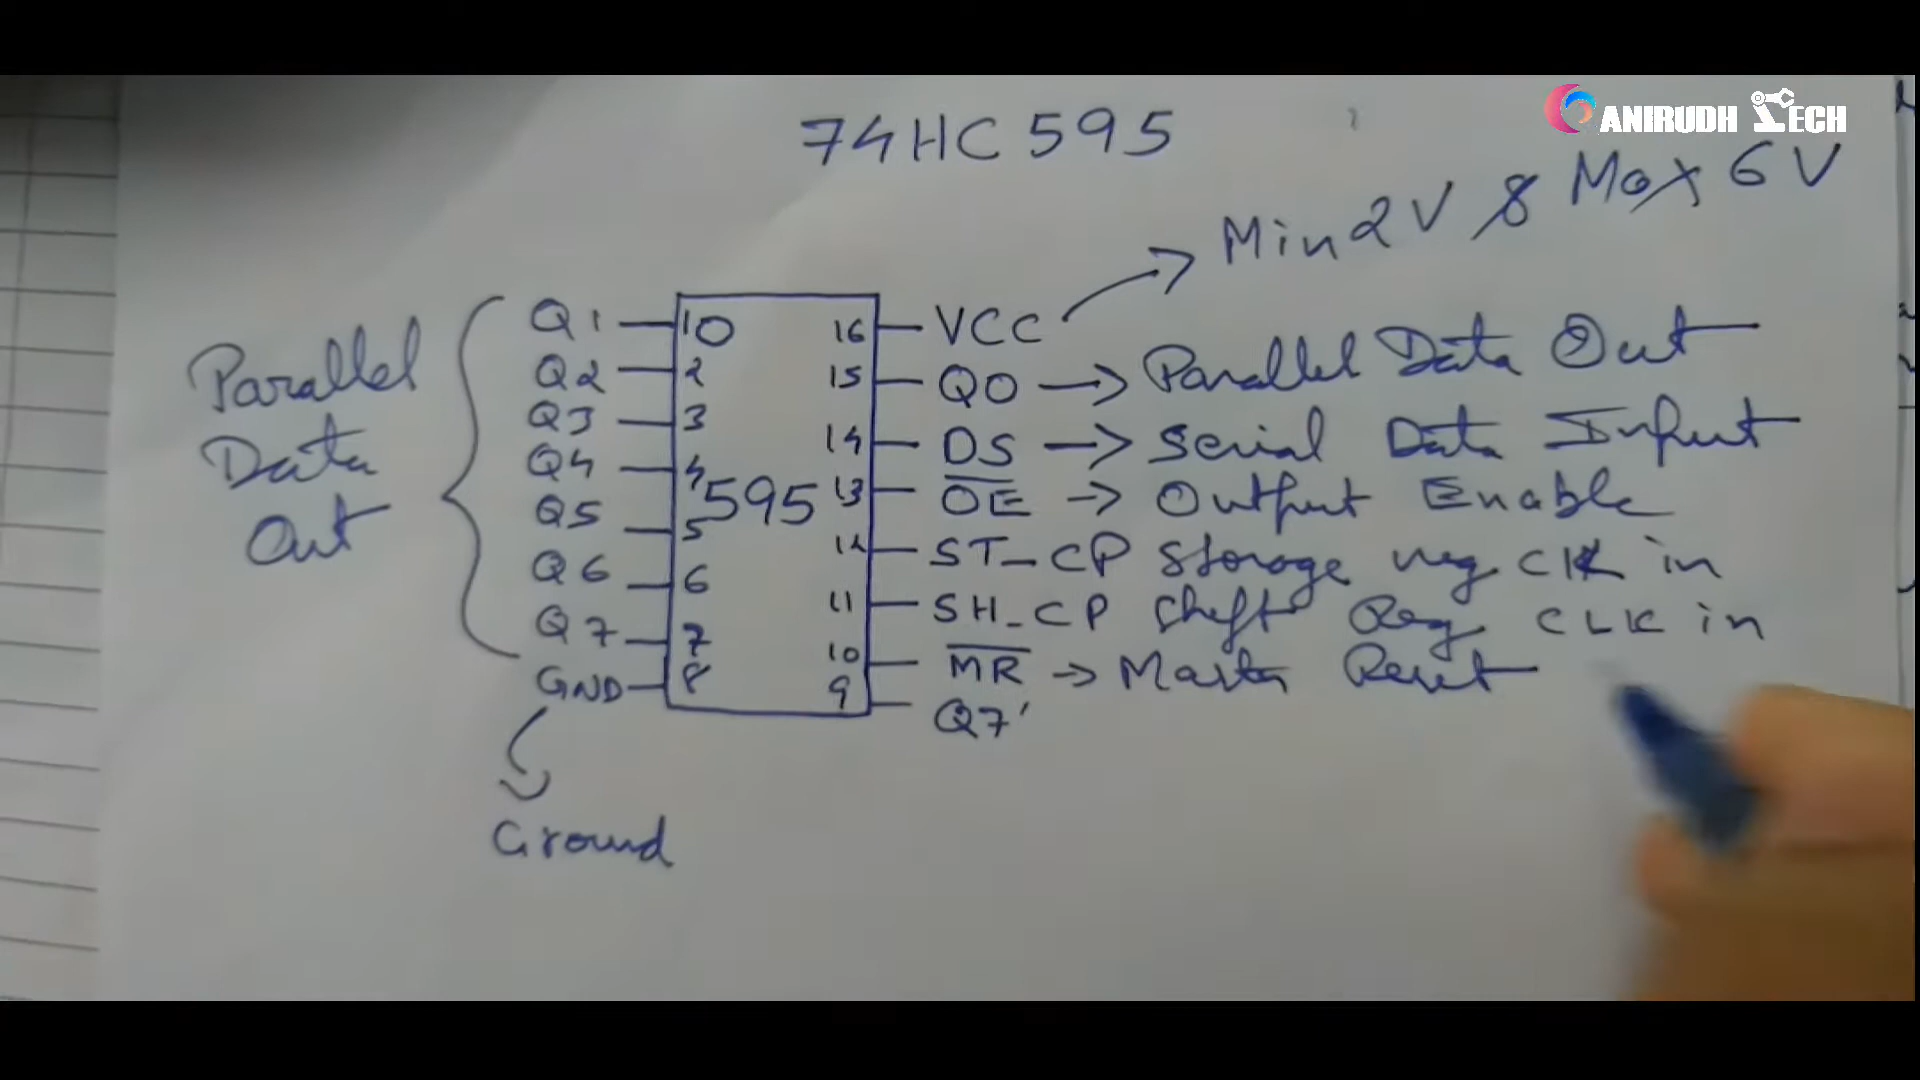 ANIRUDH TECH
74HC595
Min 2V & Max 6V
Parallel
Data
Out
Q1 1 16 VCC
Q2 2 15 Q0 → Parallel Data Out
Q3 3 14 DS → Serial Data Input
Q4 4 595 13 OE → Output Enable
Q5 5 12 ST_CP Storage reg CLK in
Q6 6 11 SH_CP Shift Reg CLK in
Q7 7 10 MR → Master Reset
GND 8 9 Q7'
Ground